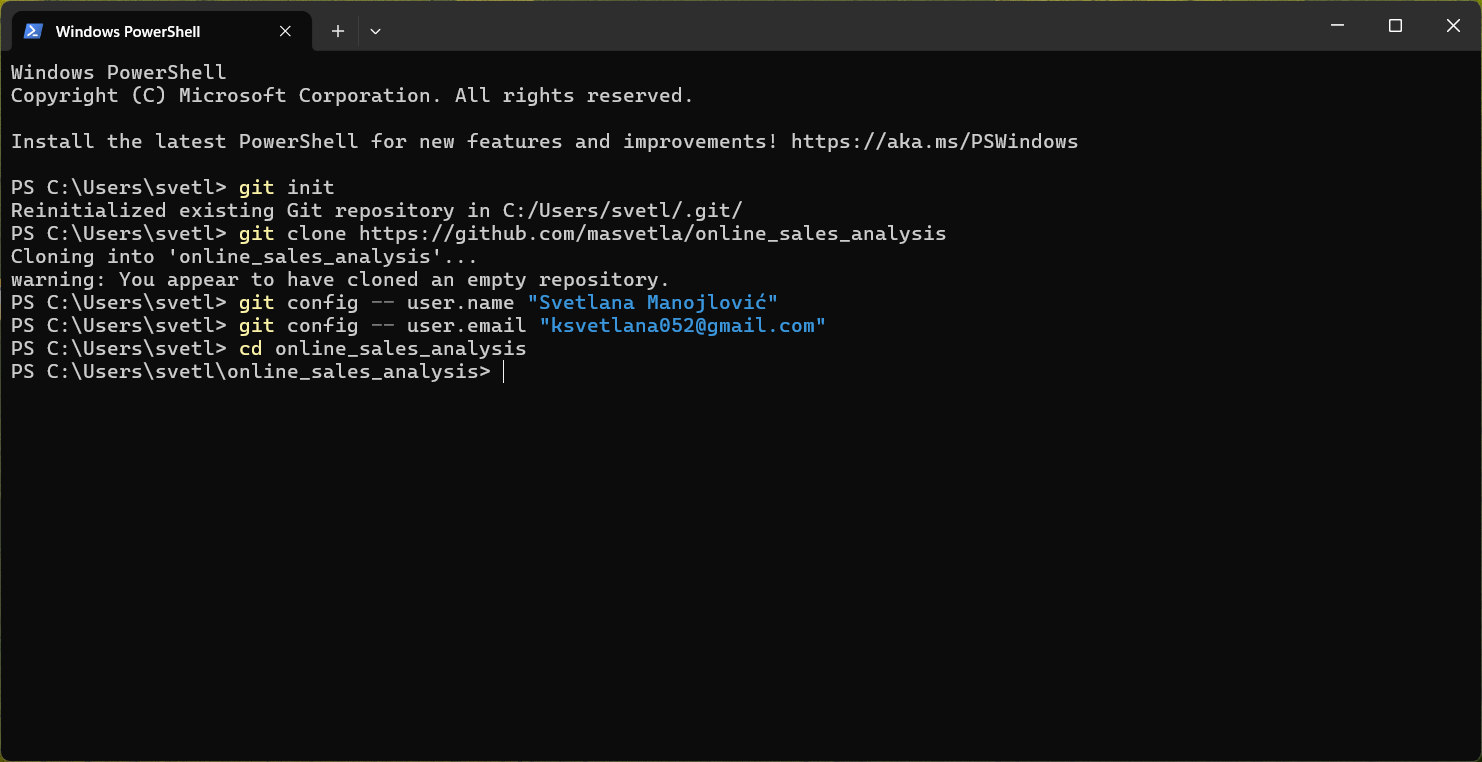 Windows PowerShell
Windows PowerShell
Copyright (C) Microsoft Corporation. All rights reserved.
Install the latest PowerShell for new features and improvements! https://aka.ms/PSWindows
PS C:\Users\svetl> git init
Reinitialized existing Git repository in C:/Users/svetl/.git/
PS C:\Users\svetl> git clone https://github.com/masvetla/online_sales_analysis
Cloning into 'online_sales_analysis'...
warning: You appear to have cloned an empty repository.
PS C:\Users\svetl> git config -- user.name "Svetlana Manojlović"
PS C:\Users\svetl> git config -- user.email "ksvetlana052@gmail.com"
PS C:\Users\svetl> cd online_sales_analysis
PS C:\Users\svetl\online_sales_analysis>